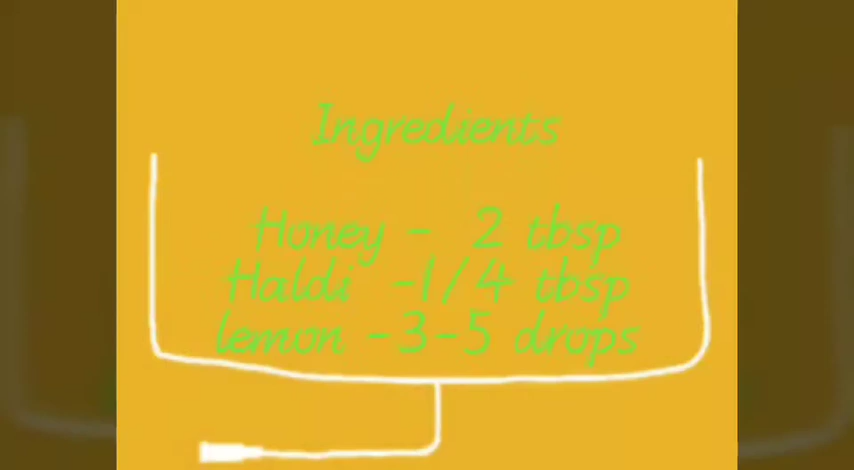 Ingredients
Honey - 2 tbsp
Haldi -1/4 tbsp
lemon -3-5 drops